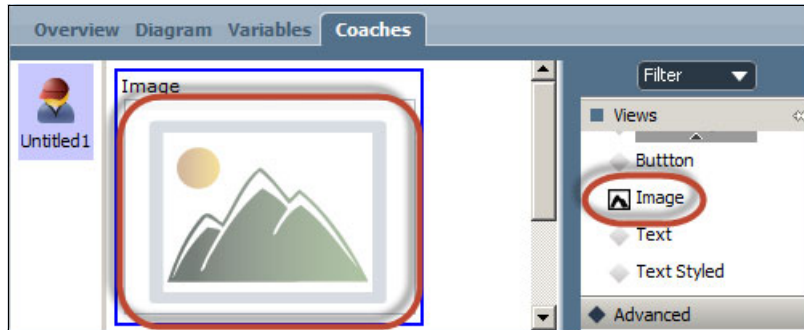 Overview Diagram Variables Coaches
Untitled1
Image
Filter
Views
Buttton
Image
Text
Text Styled
Advanced